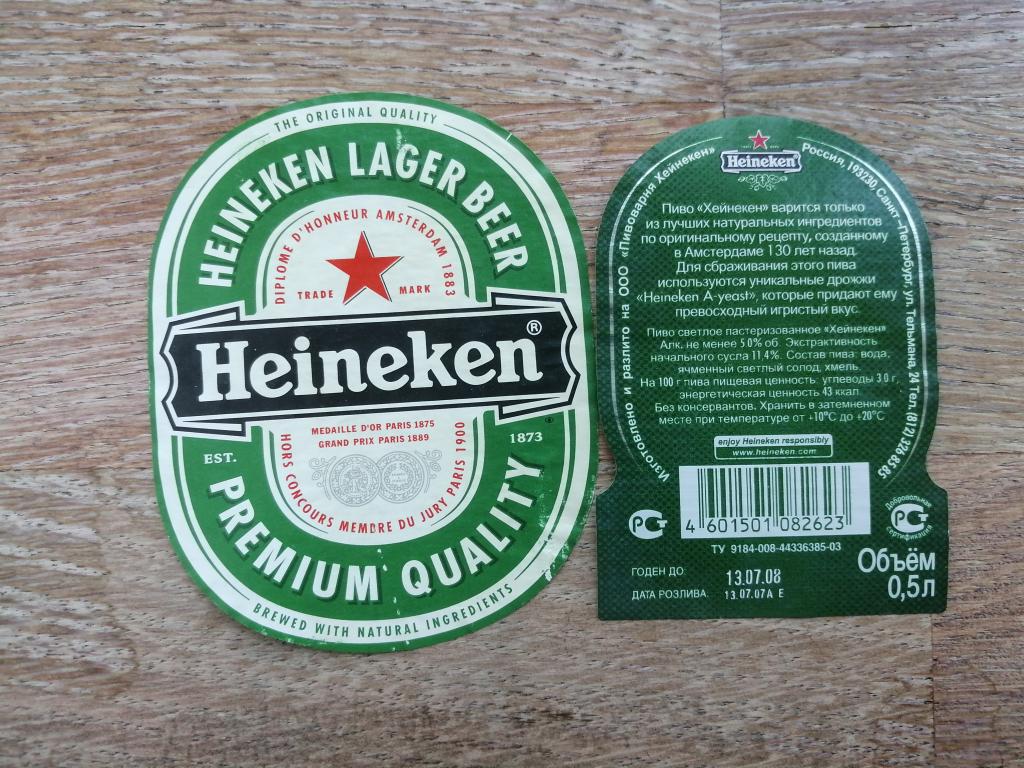 THE ORIGINAL QUALITY
HEINEKEN LAGER BEER
DIPLOME D'HONNEUR AMSTERDAM 1883
TRADE MARK
Heineken®
MEDAILLE D'OR PARIS 1875
GRAND PRIX PARIS 1889
EST. 1873
HORS CONCOURS MEMBRE DU JURY PARIS 1900
PREMIUM QUALITY
BREWED WITH NATURAL INGREDIENTS
Heineken®
Изготовлено и разлито на ООО «Пивоварня Хейнекен» Россия, 193230, Санкт-Петербург, ул. Тельмана, 24 Тел. (812) 326 85 85
Пиво «Хейнекен» варится только
из лучших натуральных ингредиентов
по оригинальному рецепту, созданному
в Амстердаме 130 лет назад.
Для сбраживания этого пива
используются уникальные дрожжи
«Heineken A-yeast», которые придают ему
превосходный игристый вкус.
Пиво светлое пастеризованное «Хейнекен»
Алк. не менее 5.0% об. Экстрактивность
начального сусла 11.4%. Состав пива: вода,
ячменный светлый солод, хмель.
На 100 г пива пищевая ценность: углеводы 3.0 г,
энергетическая ценность 43 ккал.
Без консервантов. Хранить в затемненном
месте при температуре от +10°C до +20°C
enjoy Heineken responsibly
www.heineken.com
4 601501 082623
Добровольная сертификация
ТУ 9184-008-44336385-03
ГОДЕН ДО: 13.07.08
ДАТА РОЗЛИВА: 13.07.07A E
Объём
0,5л